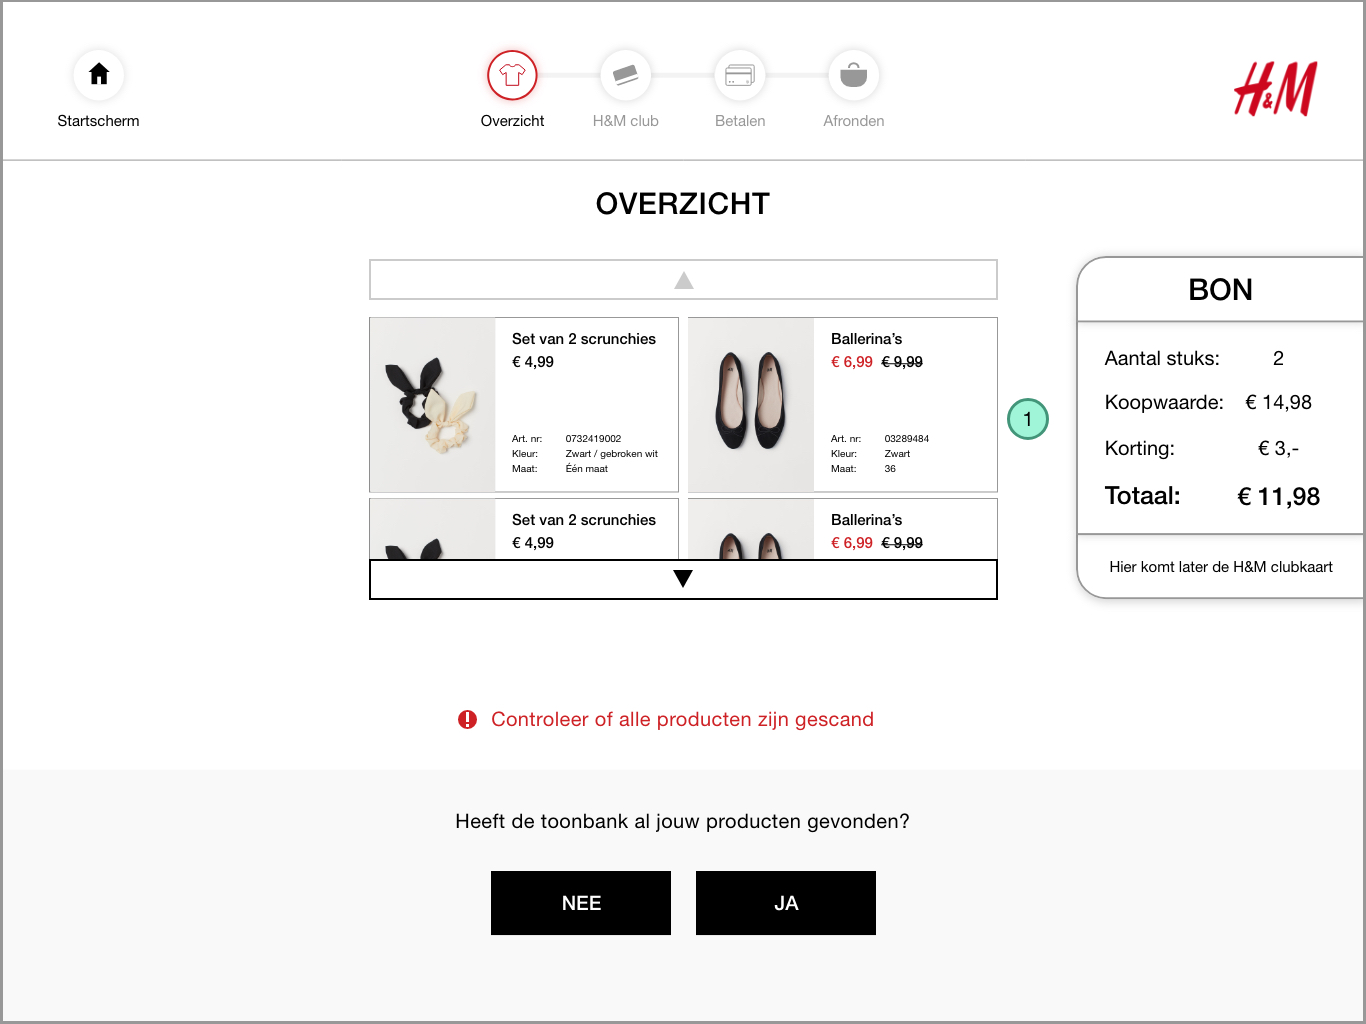 Startscherm
Overzicht
H&M club
Betalen
Afronden
H&M
OVERZICHT
Set van 2 scrunchies
€ 4,99
Art. nr: 0732419002
Kleur: Zwart / gebroken wit
Maat: Één maat
Ballerina’s
€ 6,99 € 9,99
Art. nr: 03289484
Kleur: Zwart
Maat: 36
Set van 2 scrunchies
€ 4,99
Ballerina’s
€ 6,99 € 9,99
1
BON
Aantal stuks: 2
Koopwaarde: € 14,98
Korting: € 3,-
Totaal: € 11,98
Hier komt later de H&M clubkaart
Controleer of alle producten zijn gescand
Heeft de toonbank al jouw producten gevonden?
NEE
JA